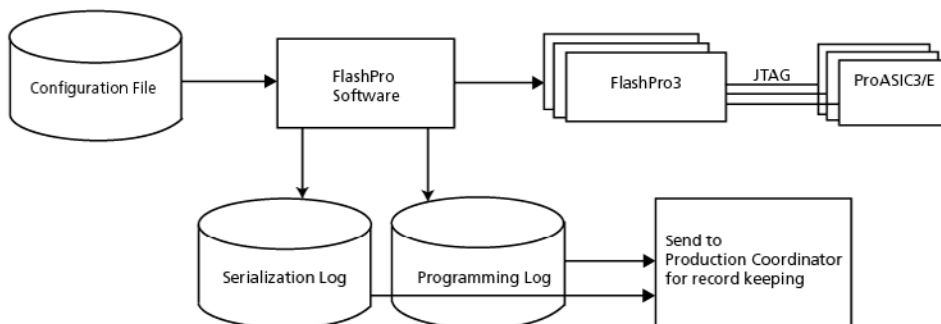 Configuration File
FlashPro
Software
FlashPro3
JTAG
ProASIC3/E
Serialization Log
Programming Log
Send to
Production Coordinator
for record keeping